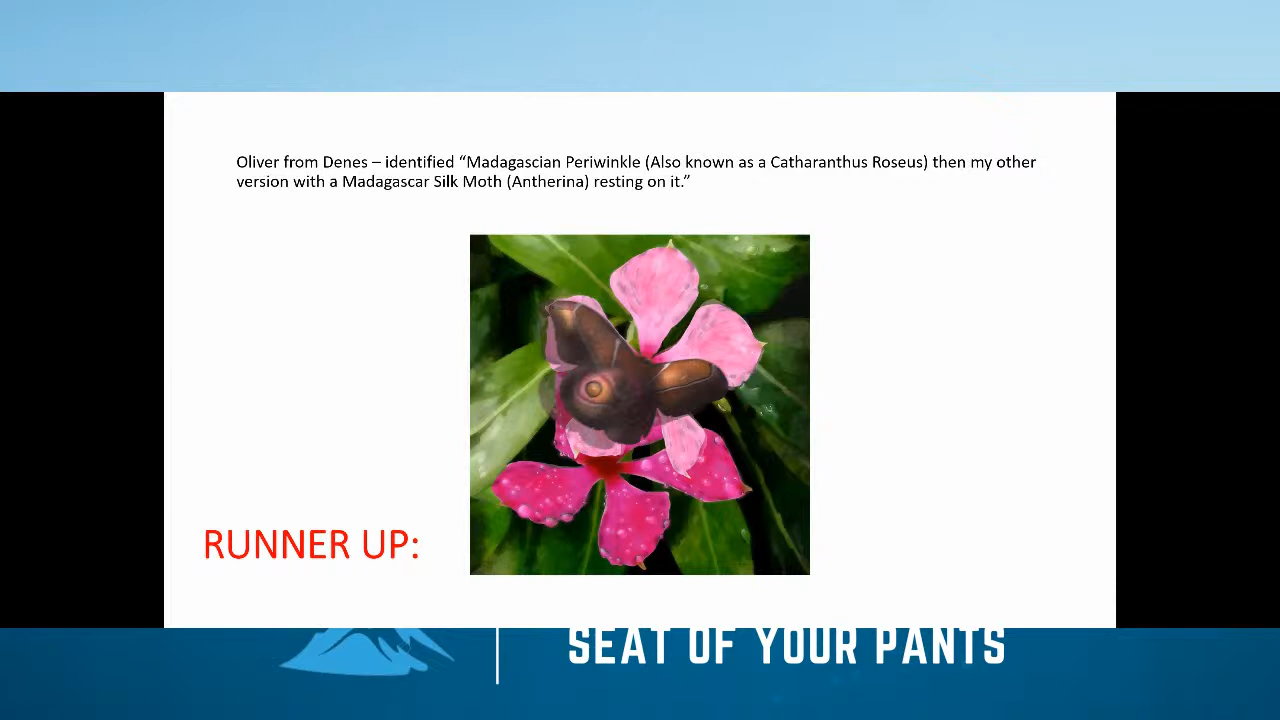 Oliver from Denes – identified “Madagascian Periwinkle (Also known as a Catharanthus Roseus) then my other
version with a Madagascar Silk Moth (Antherina) resting on it.”
RUNNER UP:
SEAT OF YOUR PANTS